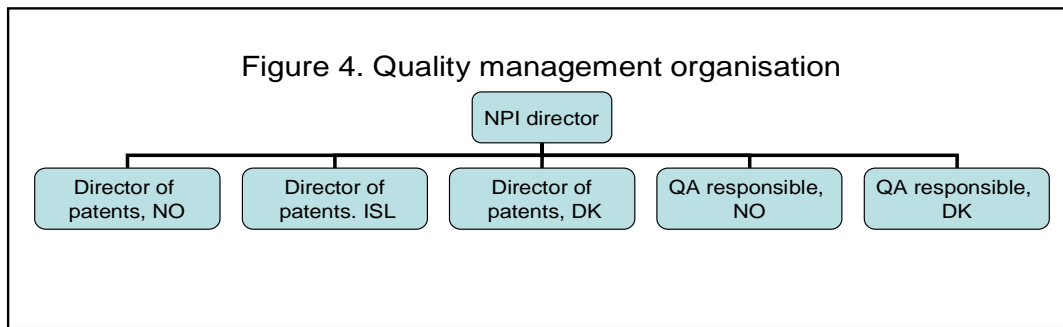 Figure 4. Quality management organisation
NPI director
Director of
patents, NO
Director of
patents. ISL
Director of
patents, DK
QA responsible,
NO
QA responsible,
DK